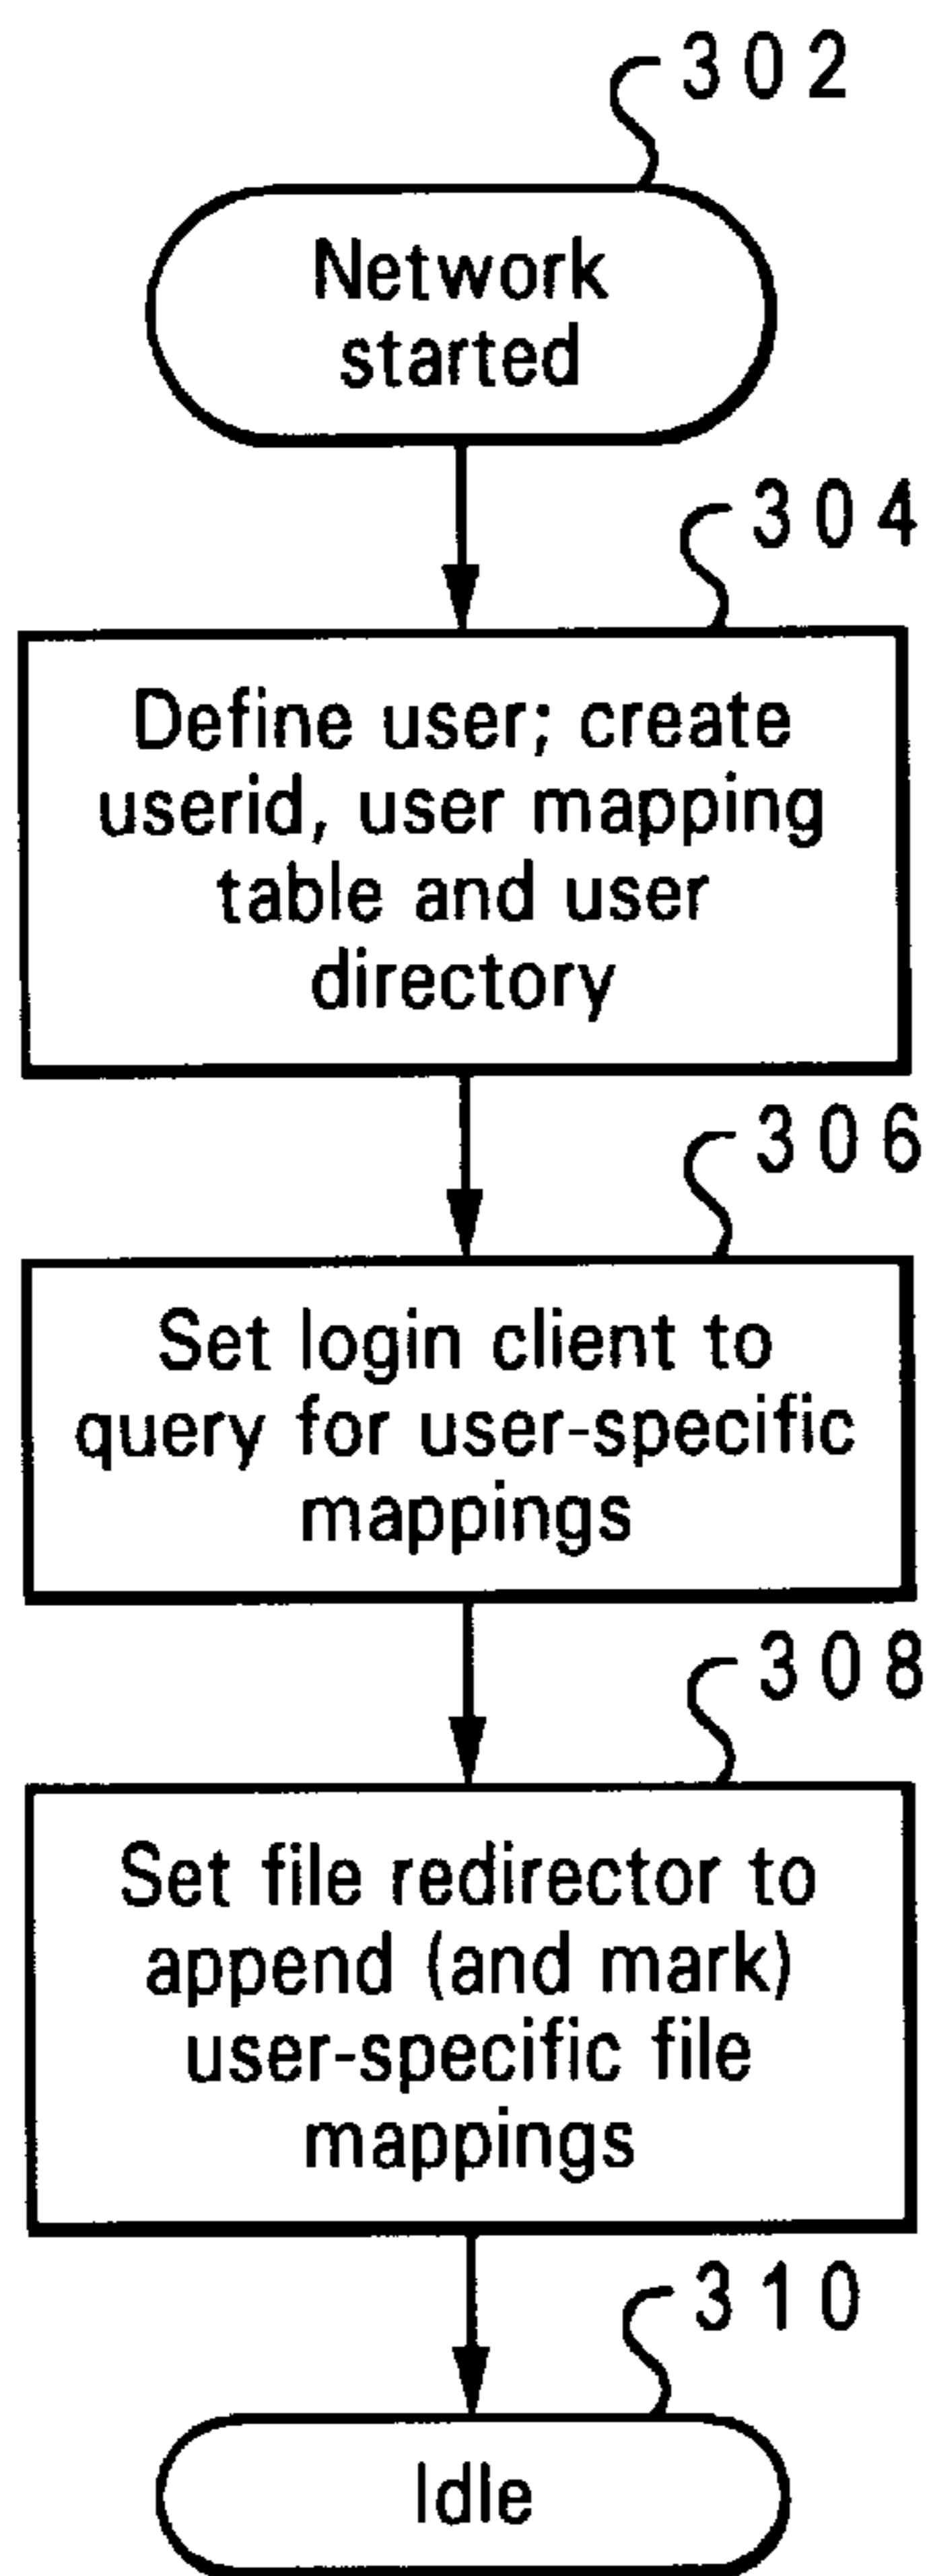 302
Network
started
304
Define user; create
userid, user mapping
table and user
directory
306
Set login client to
query for user-specific
mappings
308
Set file redirector to
append (and mark)
user-specific file
mappings
310
Idle